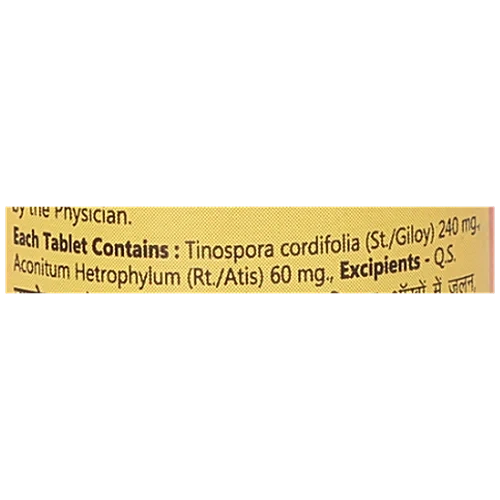 by the Physician.
Each Tablet Contains : Tinospora cordifolia (St./Giloy) 240 mg.,
Aconitum Hetrophylum (Rt./Atis) 60 mg., Excipients - Q.S.
आँखों में जलन,